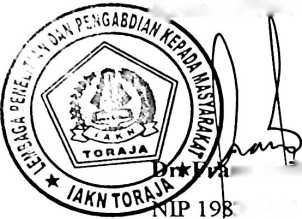 LEMBAGA PENELITIAN DAN PENGABDIAN KEPADA MASYARAKAT
IAKN
TORAJA
★ IAKN TORAJA ★
NIP 198